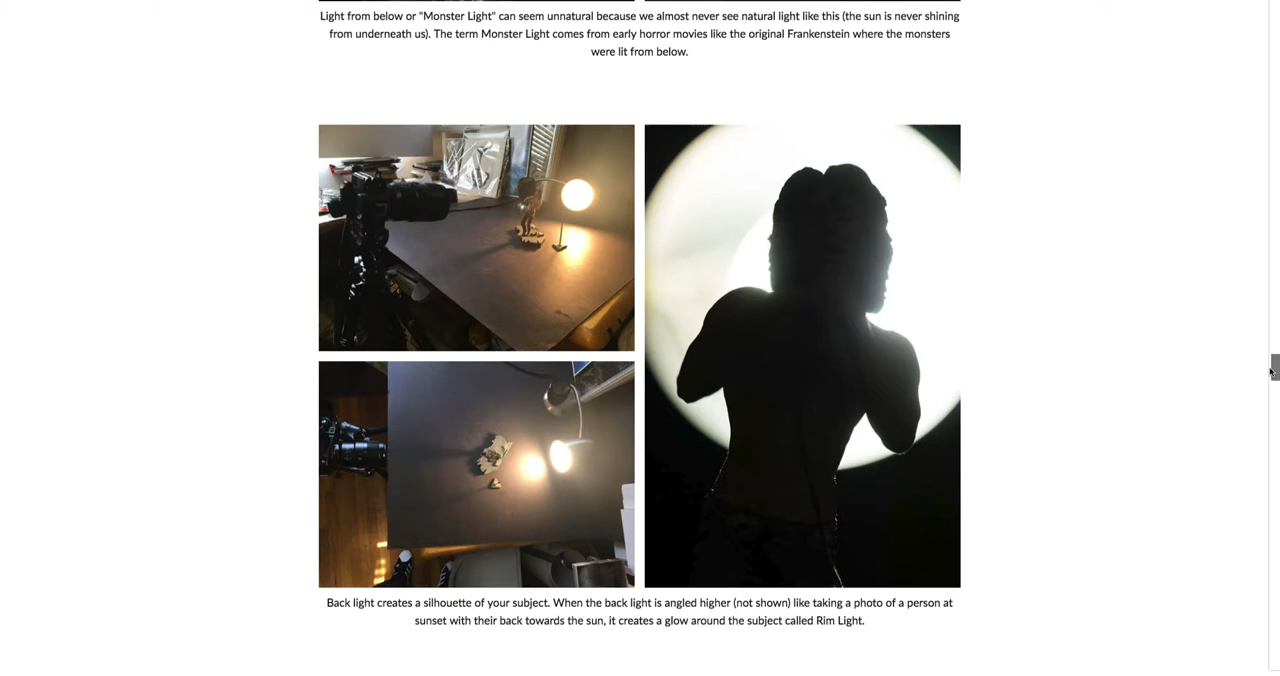 Light from below or "Monster Light" can seem unnatural because we almost never see natural light like this (the sun is never shining
from underneath us). The term Monster Light comes from early horror movies like the original Frankenstein where the monsters
were lit from below.
Back light creates a silhouette of your subject. When the back light is angled higher (not shown) like taking a photo of a person at
sunset with their back towards the sun, it creates a glow around the subject called Rim Light.